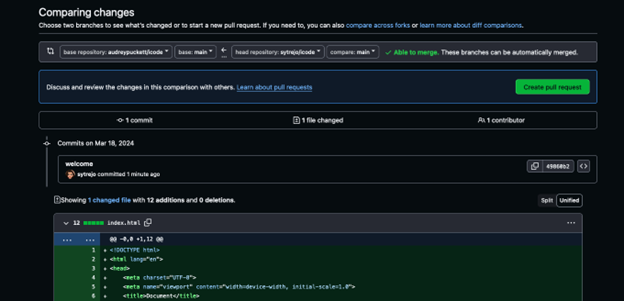 Comparing changes
Choose two branches to see what's changed or to start a new pull request. If you need to, you can also compare across forks or learn more about diff comparisons.
base repository: audreypuckett/icode base: main head repository: sytrejo/icode compare: main Able to merge. These branches can be automatically merged.
Discuss and review the changes in this comparison with others. Learn about pull requests Create pull request
1 commit 1 file changed 1 contributor
Commits on Mar 18, 2024
welcome
sytrejo committed 1 minute ago 49860b2
Showing 1 changed file with 12 additions and 0 deletions. Split Unified
12 index.html
@@ -0,0 +1,12 @@
1 + <!DOCTYPE html>
2 + <html lang="en">
3 + <head>
4 + <meta charset="UTF-8">
5 + <meta name="viewport" content="width=device-width, initial-scale=1.0">
6 + <title>Document</title>